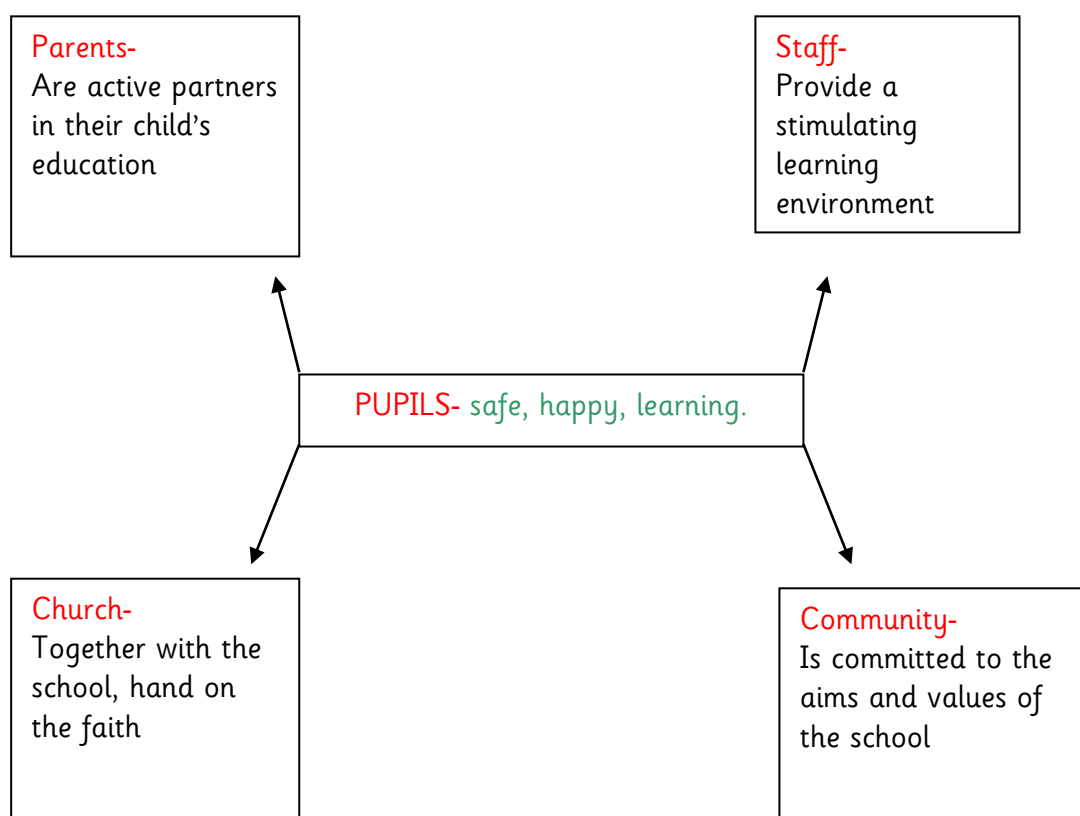 Parents-
Are active partners
in their child's
education
Staff-
Provide a
stimulating
learning
environment
PUPILS- safe, happy, learning.
Church-
Together with the
school, hand on
the faith
Community-
Is committed to the
aims and values of
the school